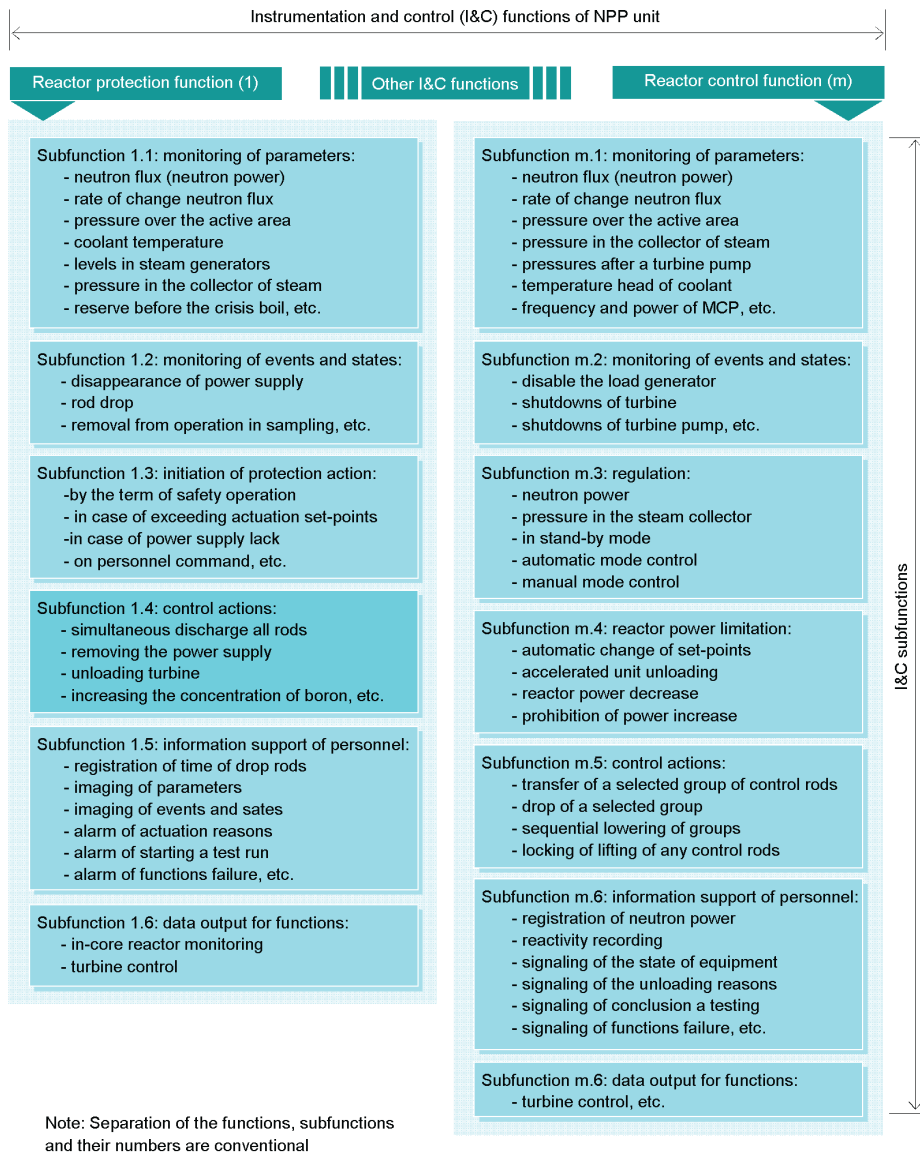 Instrumentation and control (I&C) functions of NPP unit
Reactor protection function (1)
Other I&C functions
Reactor control function (m)
Subfunction 1.1: monitoring of parameters:
- neutron flux (neutron power)
- rate of change neutron flux
- pressure over the active area
- coolant temperature
- levels in steam generators
- pressure in the collector of steam
- reserve before the crisis boil, etc.
Subfunction 1.2: monitoring of events and states:
- disappearance of power supply
- rod drop
- removal from operation in sampling, etc.
Subfunction 1.3: initiation of protection action:
-by the term of safety operation
- in case of exceeding actuation set-points
-in case of power supply lack
- on personnel command, etc.
Subfunction 1.4: control actions:
- simultaneous discharge all rods
- removing the power supply
- unloading turbine
- increasing the concentration of boron, etc.
Subfunction 1.5: information support of personnel:
- registration of time of drop rods
- imaging of parameters
- imaging of events and sates
- alarm of actuation reasons
- alarm of starting a test run
- alarm of functions failure, etc.
Subfunction 1.6: data output for functions:
- in-core reactor monitoring
- turbine control
Subfunction m.1: monitoring of parameters:
- neutron flux (neutron power)
- rate of change neutron flux
- pressure over the active area
- pressure in the collector of steam
- pressures after a turbine pump
- temperature head of coolant
- frequency and power of MCP, etc.
Subfunction m.2: monitoring of events and states:
- disable the load generator
- shutdowns of turbine
- shutdowns of turbine pump, etc.
Subfunction m.3: regulation:
- neutron power
- pressure in the steam collector
- in stand-by mode
- automatic mode control
- manual mode control
Subfunction m.4: reactor power limitation:
- automatic change of set-points
- accelerated unit unloading
- reactor power decrease
- prohibition of power increase
Subfunction m.5: control actions:
- transfer of a selected group of control rods
- drop of a selected group
- sequential lowering of groups
- locking of lifting of any control rods
Subfunction m.6: information support of personnel:
- registration of neutron power
- reactivity recording
- signaling of the state of equipment
- signaling of the unloading reasons
- signaling of conclusion a testing
- signaling of functions failure, etc.
Subfunction m.6: data output for functions:
- turbine control, etc.
I&C subfunctions
Note: Separation of the functions, subfunctions
and their numbers are conventional